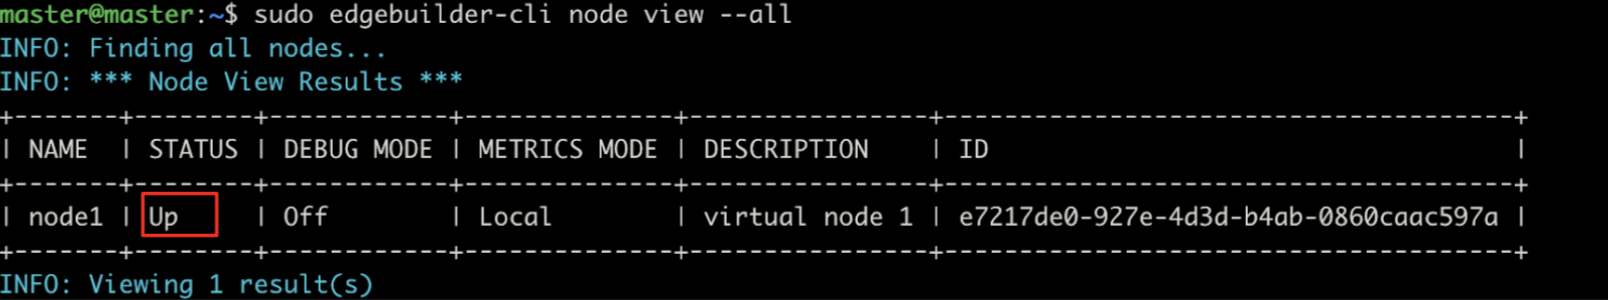 master@master:~$ sudo edgebuilder-cli node view --all
INFO: Finding all nodes...
INFO: *** Node View Results ***
+-------+--------+------------+--------------+----------------+--------------------------------------+
| NAME  | STATUS | DEBUG MODE | METRICS MODE | DESCRIPTION    | ID                                   |
+-------+--------+------------+--------------+----------------+--------------------------------------+
| node1 | Up     | Off        | Local        | virtual node 1 | e7217de0-927e-4d3d-b4ab-0860caac597a |
+-------+--------+------------+--------------+----------------+--------------------------------------+
INFO: Viewing 1 result(s)